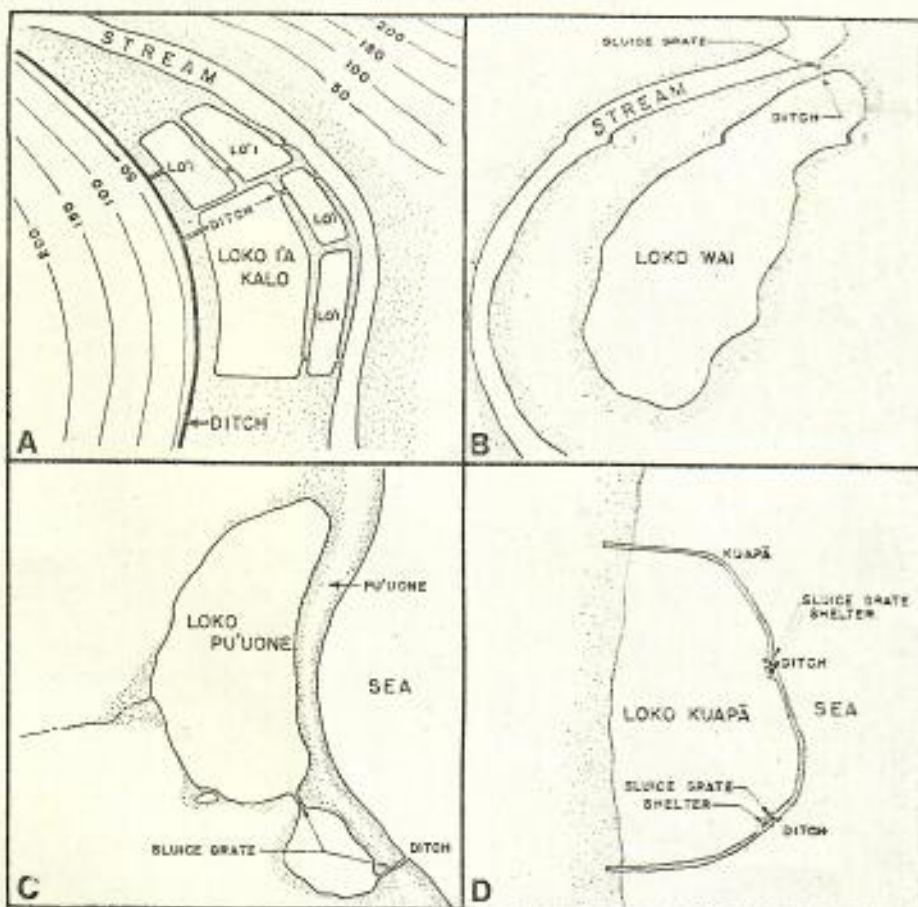 STREAM
200
150
100
50
LO'I
LO'I
50
100
150
200
DITCH
LO'I
LOKO I'A
KALO
LO'I
DITCH
A
SLUICE GRATE
STREAM
DITCH
LOKO WAI
B
PU'UONE
LOKO
PU'UONE
SEA
SLUICE GRATE
DITCH
C
KUAPĀ
SLUICE GRATE
SHELTER
DITCH
LOKO KUAPĀ
SEA
SLUICE GRATE
SHELTER
DITCH
D